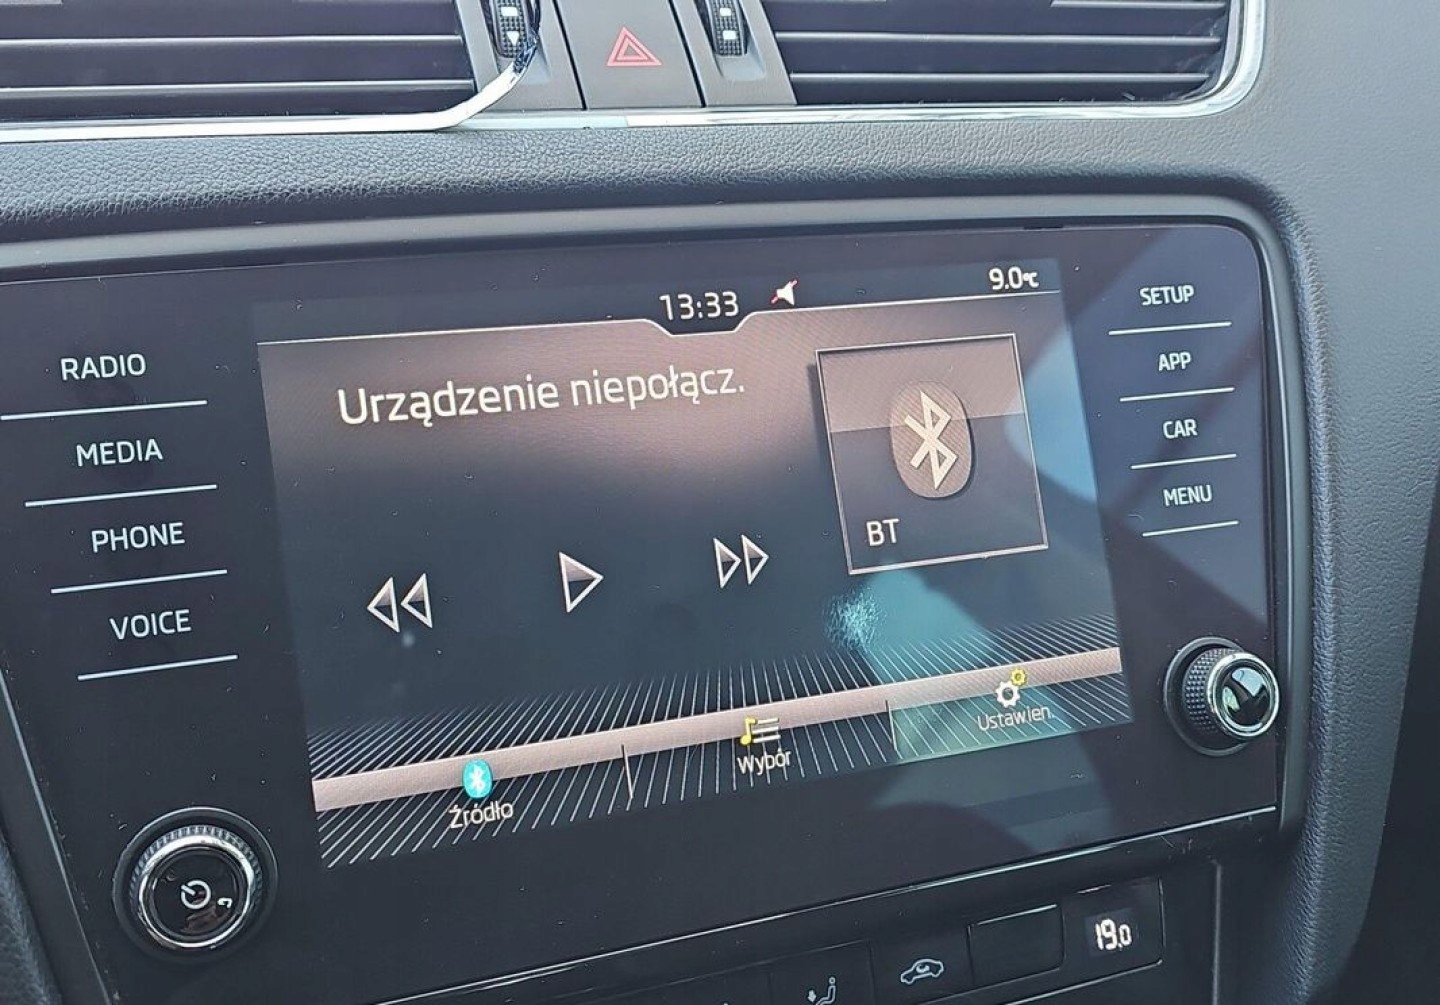 13:33
9.0°C
RADIO
MEDIA
PHONE
VOICE
Urządzenie niepołącz.
BT
Źródło
Wybór
Ustawien.
SETUP
APP
CAR
MENU
19.0